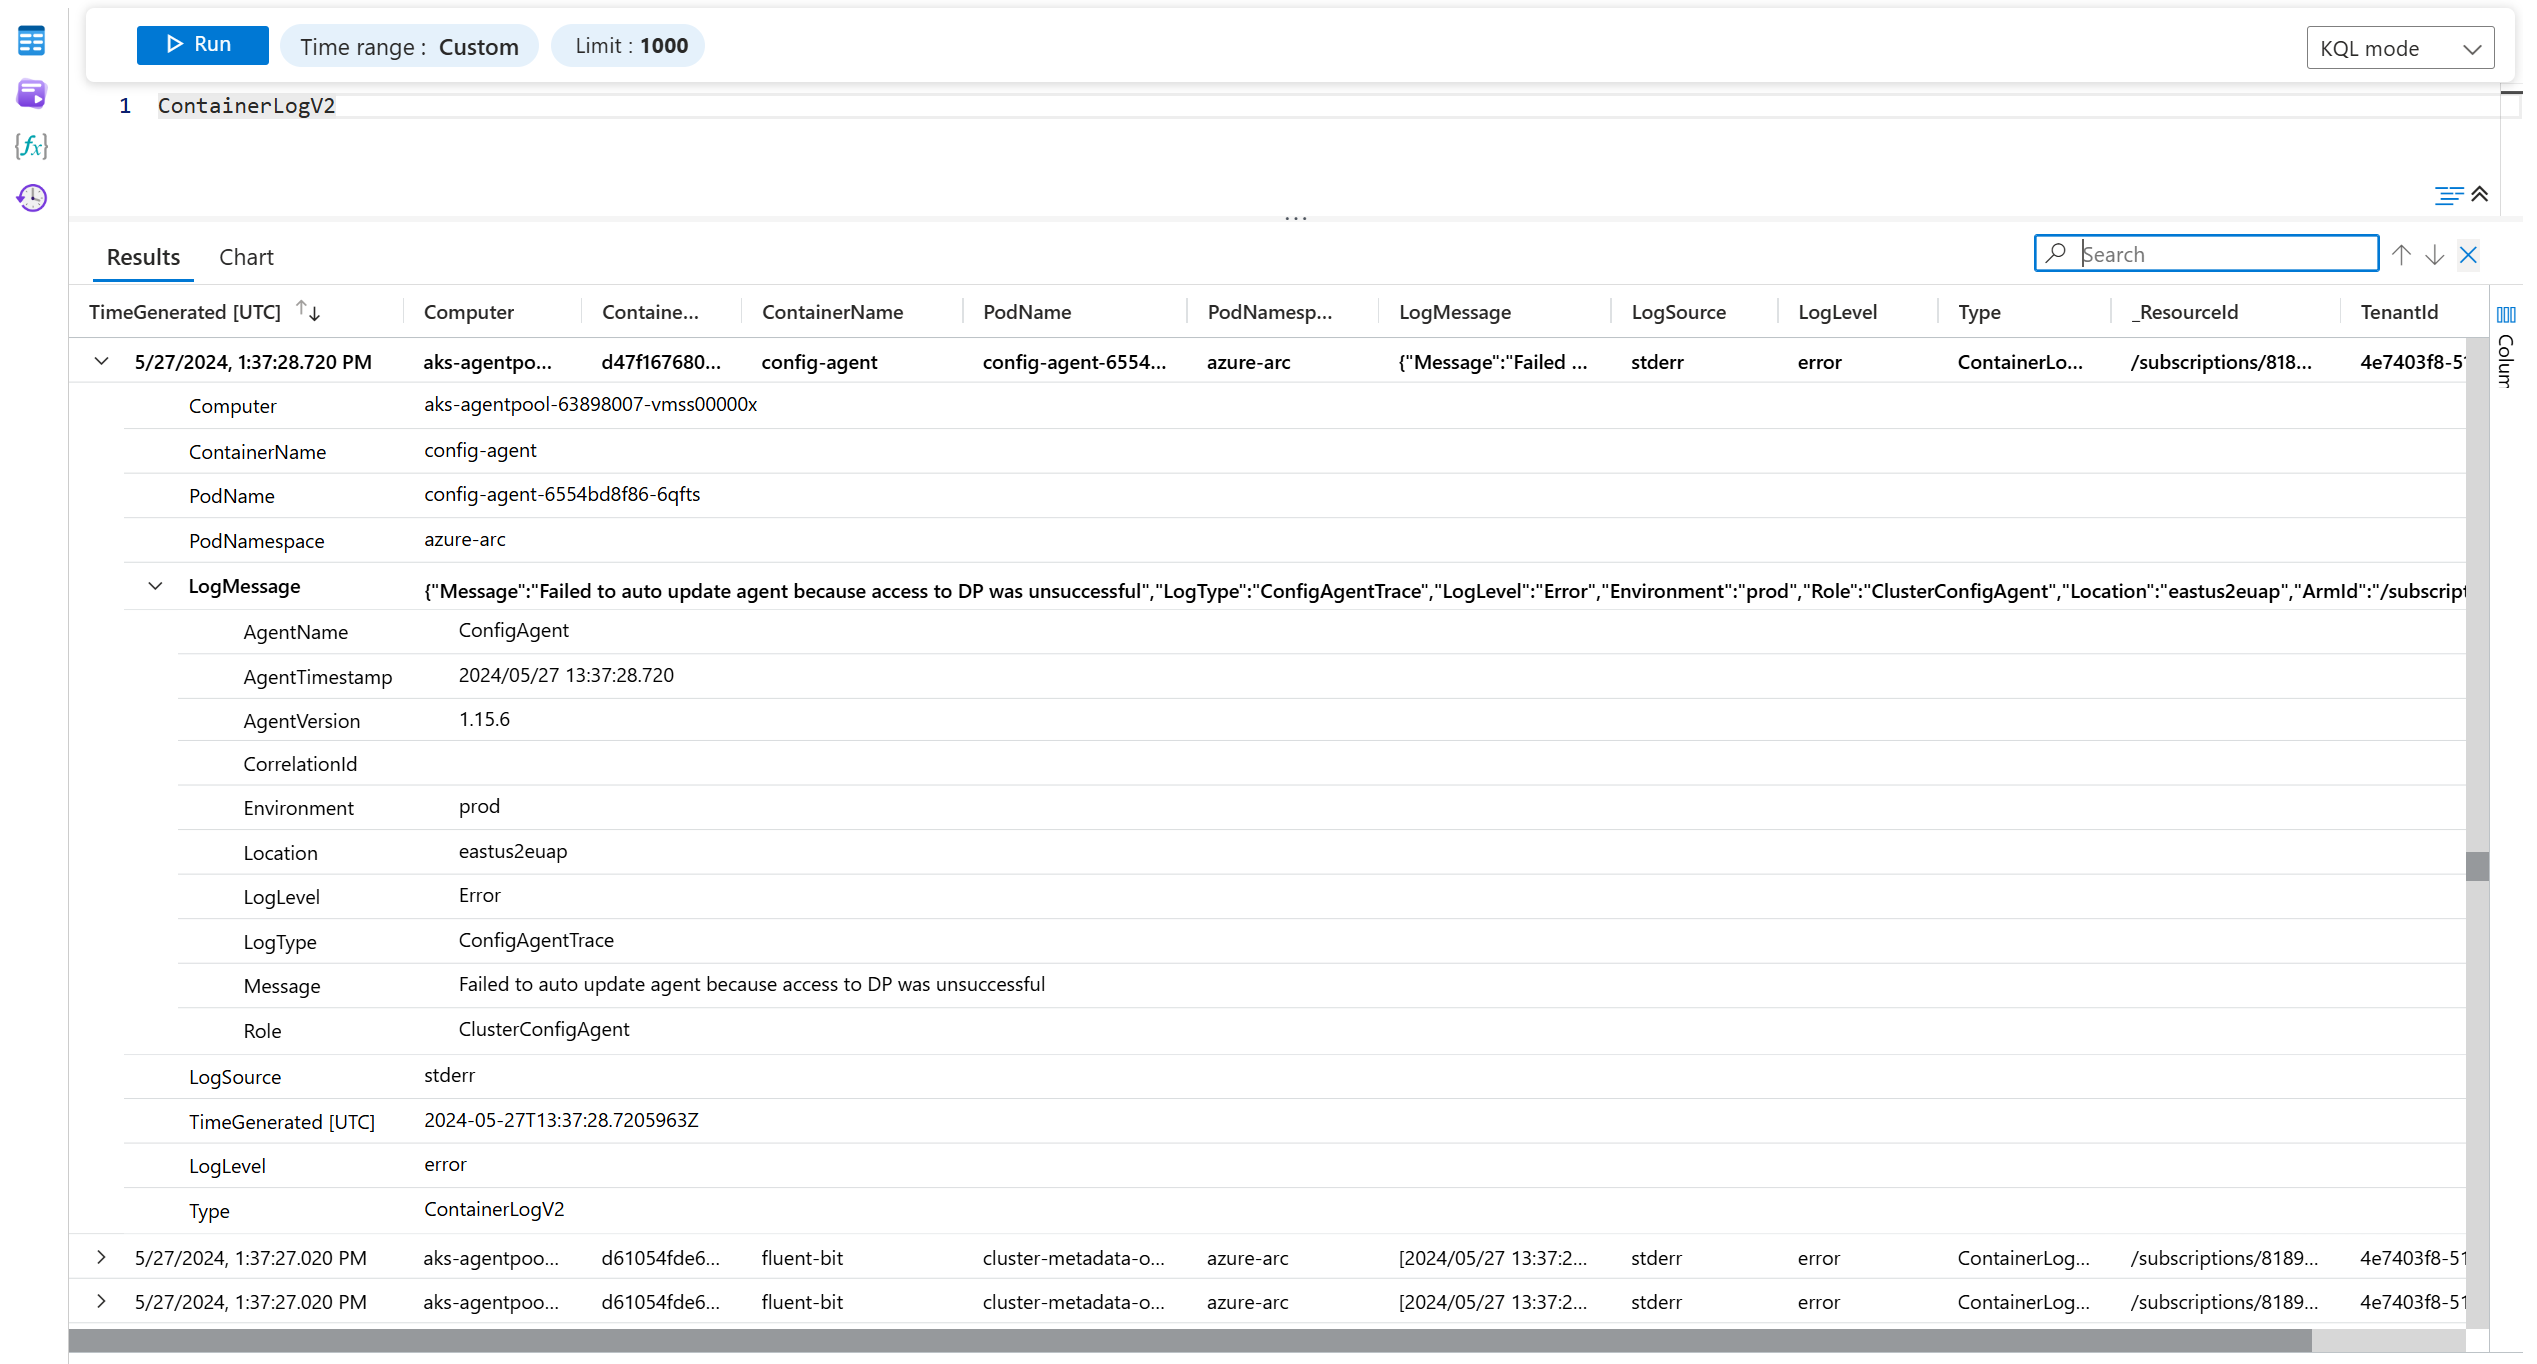 Run Time range : Custom Limit : 1000 KQL mode
1 ContainerLogV2
...
Results Chart Search
TimeGenerated [UTC] Computer Containe... ContainerName PodName PodNamesp... LogMessage LogSource LogLevel Type _ResourceId TenantId
5/27/2024, 1:37:28.720 PM aks-agentpo... d47f167680... config-agent config-agent-6554... azure-arc {"Message":"Failed ... stderr error ContainerLo... /subscriptions/818... 4e7403f8-51
Colum
Computer aks-agentpool-63898007-vmss00000x
ContainerName config-agent
PodName config-agent-6554bd8f86-6qfts
PodNamespace azure-arc
LogMessage {"Message":"Failed to auto update agent because access to DP was unsuccessful","LogType":"ConfigAgentTrace","LogLevel":"Error","Environment":"prod","Role":"ClusterConfigAgent","Location":"eastus2euap","ArmId":"/subscript
AgentName ConfigAgent
AgentTimestamp 2024/05/27 13:37:28.720
AgentVersion 1.15.6
CorrelationId
Environment prod
Location eastus2euap
LogLevel Error
LogType ConfigAgentTrace
Message Failed to auto update agent because access to DP was unsuccessful
Role ClusterConfigAgent
LogSource stderr
TimeGenerated [UTC] 2024-05-27T13:37:28.7205963Z
LogLevel error
Type ContainerLogV2
5/27/2024, 1:37:27.020 PM aks-agentpoo... d61054fde6... fluent-bit cluster-metadata-o... azure-arc [2024/05/27 13:37:2... stderr error ContainerLog... /subscriptions/8189... 4e7403f8-51
5/27/2024, 1:37:27.020 PM aks-agentpoo... d61054fde6... fluent-bit cluster-metadata-o... azure-arc [2024/05/27 13:37:2... stderr error ContainerLog... /subscriptions/8189... 4e7403f8-51